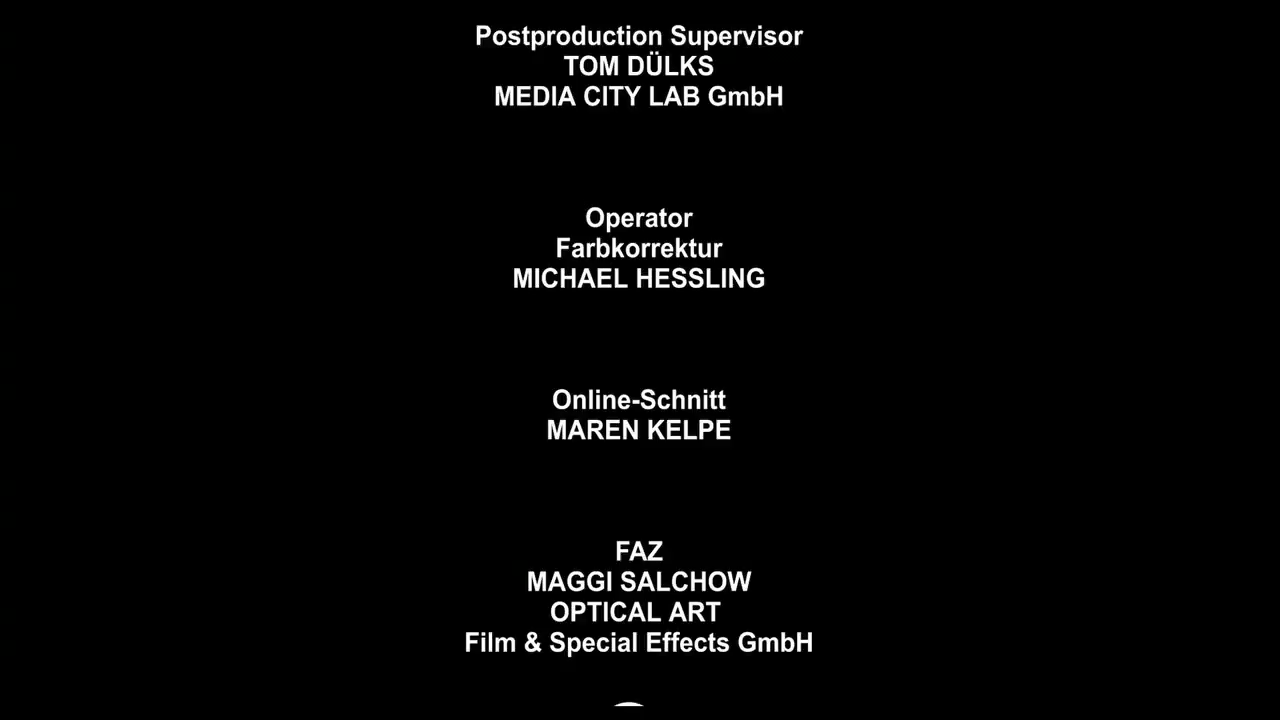 Postproduction Supervisor
TOM DÜLKS
MEDIA CITY LAB GmbH
Operator
Farbkorrektur
MICHAEL HESSLING
Online-Schnitt
MAREN KELPE
FAZ
MAGGI SALCHOW
OPTICAL ART
Film & Special Effects GmbH